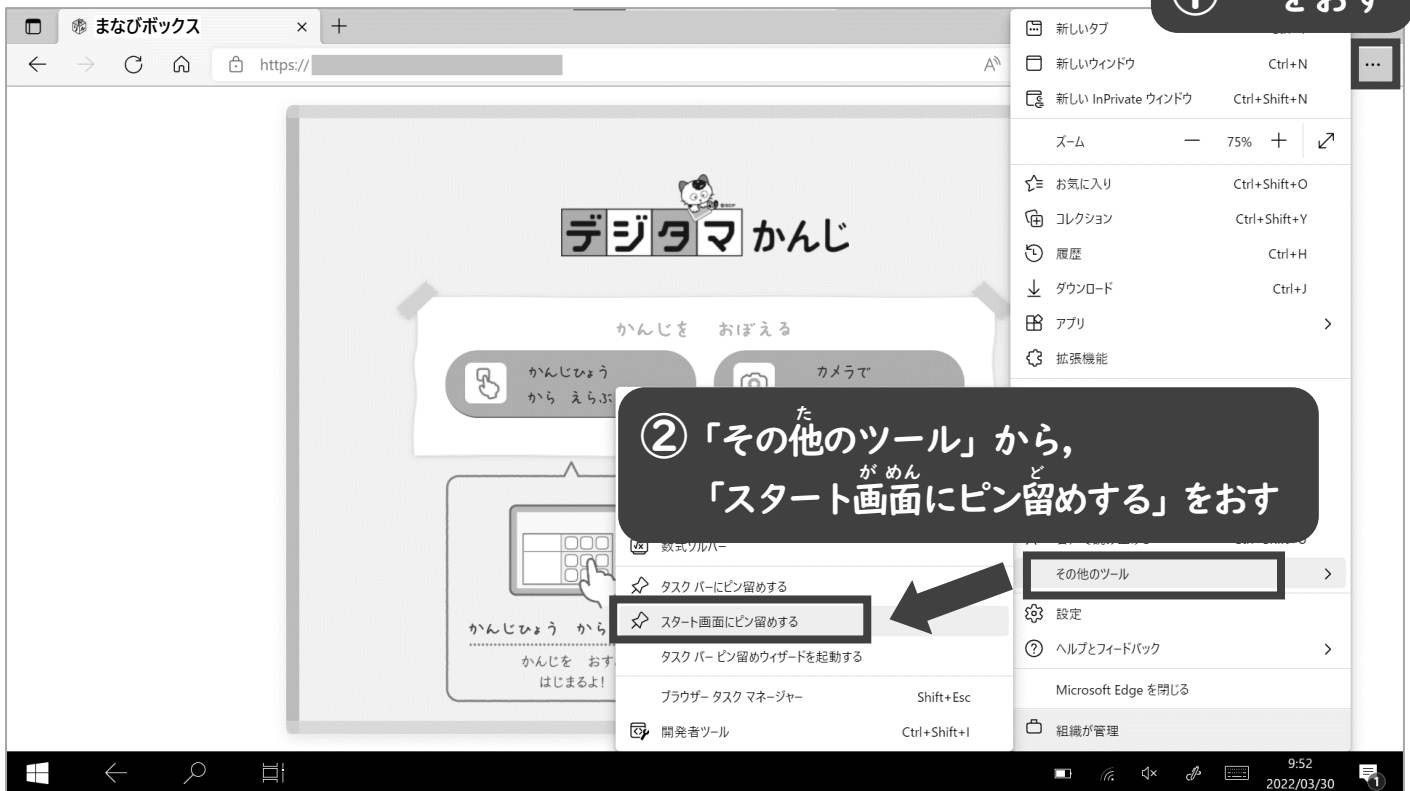 ① をおす
まなびボックス
https://
新しいタブ
新しいウィンドウ Ctrl+N
新しい InPrivate ウィンドウ Ctrl+Shift+N
ズーム 75%
お気に入り Ctrl+Shift+O
コレクション Ctrl+Shift+Y
履歴 Ctrl+H
ダウンロード Ctrl+J
アプリ
拡張機能
デジタマ かんじ
かんじを おぼえる
かんじひょう
から えらぶ
カメラで
②「その他のツール」から,
「スタート画面にピン留めする」をおす
数式ソルバー
タスク バーにピン留めする
スタート画面にピン留めする
タスク バー ピン留めウィザードを起動する
ブラウザー タスク マネージャー Shift+Esc
開発者ツール Ctrl+Shift+I
その他のツール
設定
ヘルプとフィードバック
Microsoft Edge を閉じる
組織が管理
かんじひょう から
かんじを おす
はじまるよ!
9:52
2022/03/30